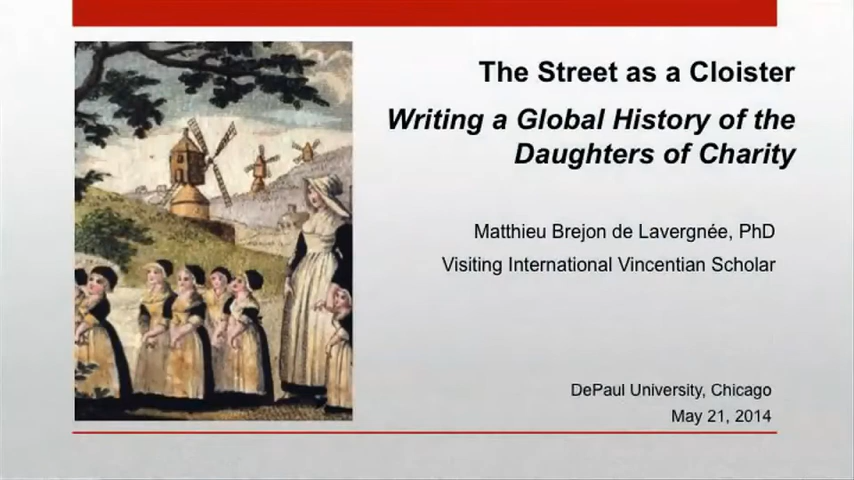 The Street as a Cloister
Writing a Global History of the
Daughters of Charity
Matthieu Brejon de Lavergnée, PhD
Visiting International Vincentian Scholar
DePaul University, Chicago
May 21, 2014